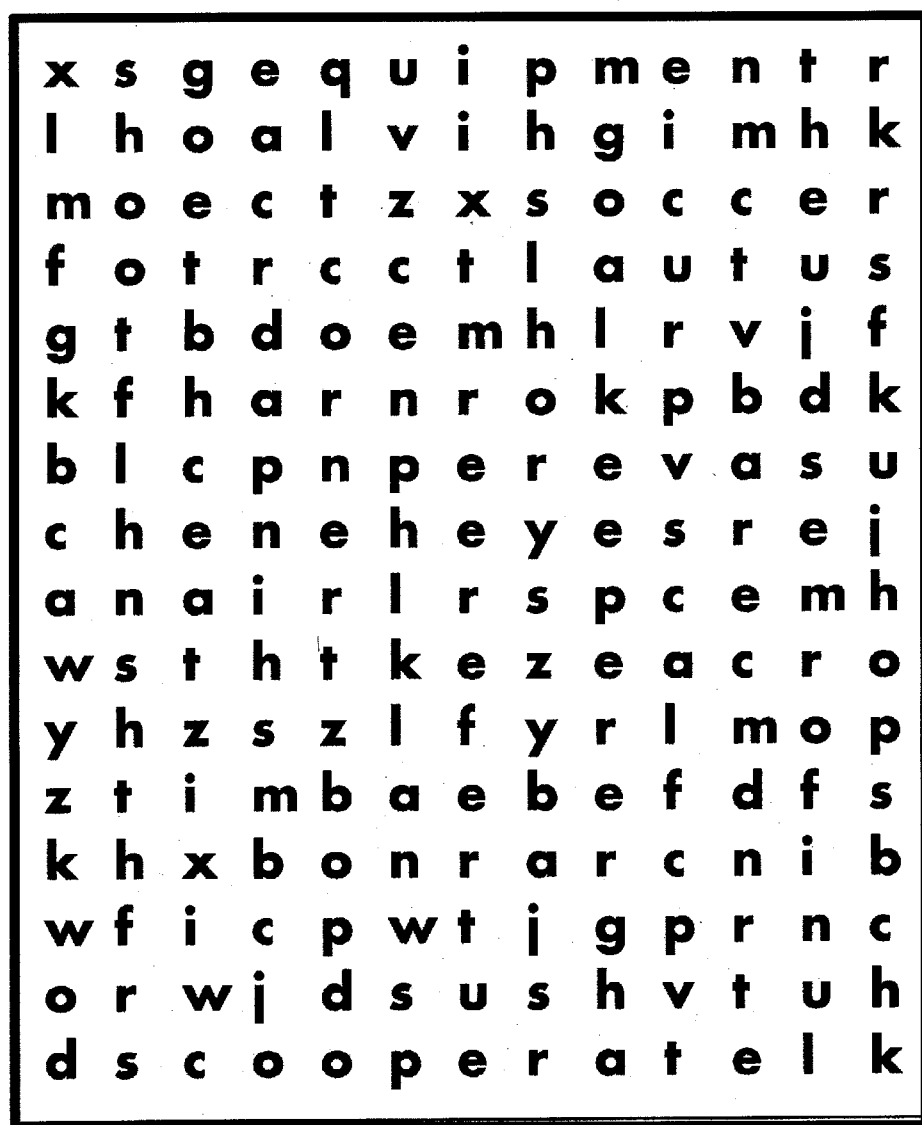 x s g e q u i p m e n t r
l h o a l v i h g i m h k
m o e c t z x s o c c e r
f o t r c c t l a u t u s
g t b d o e m h l r v j f
k f h a r n r o k p b d k
b l c p n p e r e v a s u
c h e n e h e y e s r e j
a n a i r l r s p c e m h
w s t h t k e z e a c r o
y h z s z l f y r l m o p
z t i m b a e b e f d f s
k h x b o n r a r c n i b
w f i c p w t j g p r n c
o r w j d s u s h v t u h
d s c o o p e r a t e l k